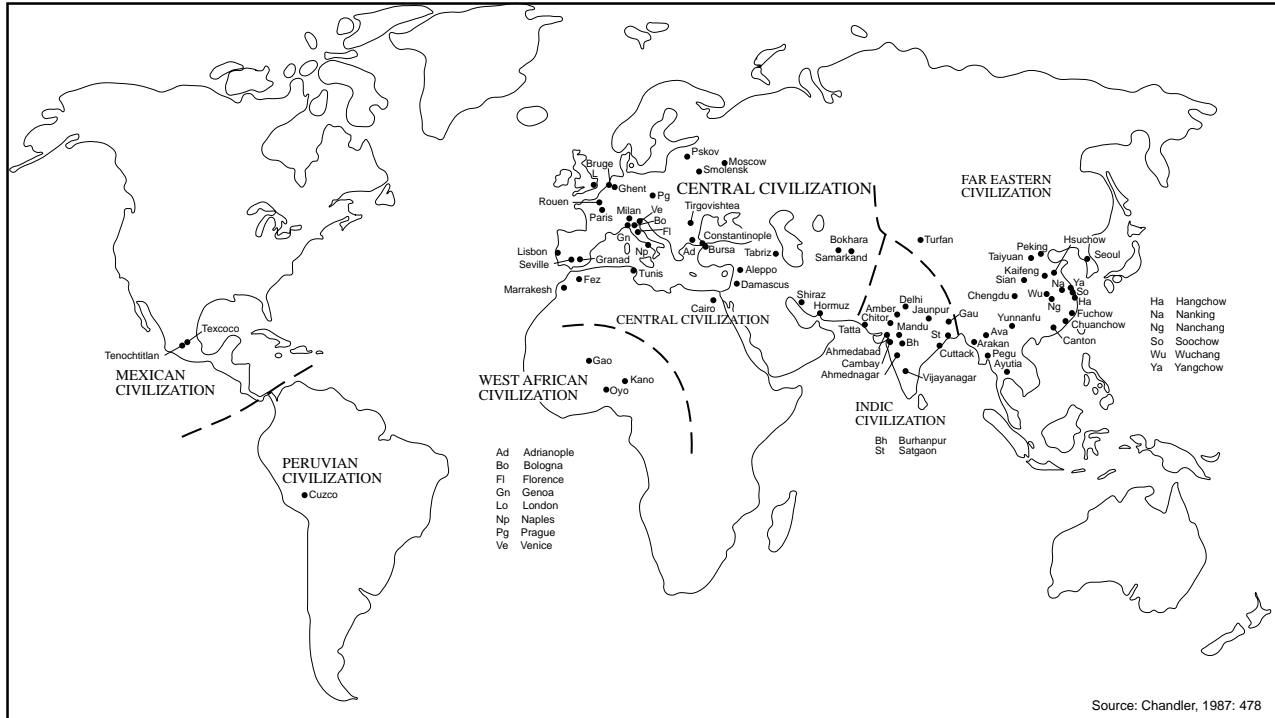 FAR EASTERN
CIVILIZATION
CENTRAL CIVILIZATION
Pskov
Moscow
Smolensk
Bruge
L
Ghent
Pg
Rouen
Paris
Milan
Ve
Bo
Fl
Gn
Np
Tirgovishtea
Constantinople
Ad
Bursa
Tabriz
Bokhara
Samarkand
Turfan
Lisbon
Seville
Granad
Tunis
Aleppo
Damascus
Marrakesh
Fez
Cairo
CENTRAL CIVILIZATION
Shiraz
Hormuz
Peking
Hsuchow
Taiyuan
Seoul
Kaifeng
Sian
Na
Ya
So
Chengdu
Wu
Ha
Ng
Yunnanfu
Fuchow
Chuanchow
Canton
Delhi
Amber
Jaunpur
Gau
Chitor
Tatta
Mandu
St
Ava
Bh
Arakan
Ahmedabad
Cuttack
Pegu
Cambay
Ayutia
Ahmednagar
Vijayanagar
INDIC
CIVILIZATION
Bh Burhanpur
St Satgaon
Ha Hangchow
Na Nanking
Ng Nanchang
So Soochow
Wu Wuchang
Ya Yangchow
Texcoco
Tenochtitlan
MEXICAN
CIVILIZATION
Gao
WEST AFRICAN
CIVILIZATION
Kano
Oyo
PERUVIAN
CIVILIZATION
Cuzco
Ad Adrianople
Bo Bologna
Fl Florence
Gn Genoa
Lo London
Np Naples
Pg Prague
Ve Venice
Source: Chandler, 1987: 478